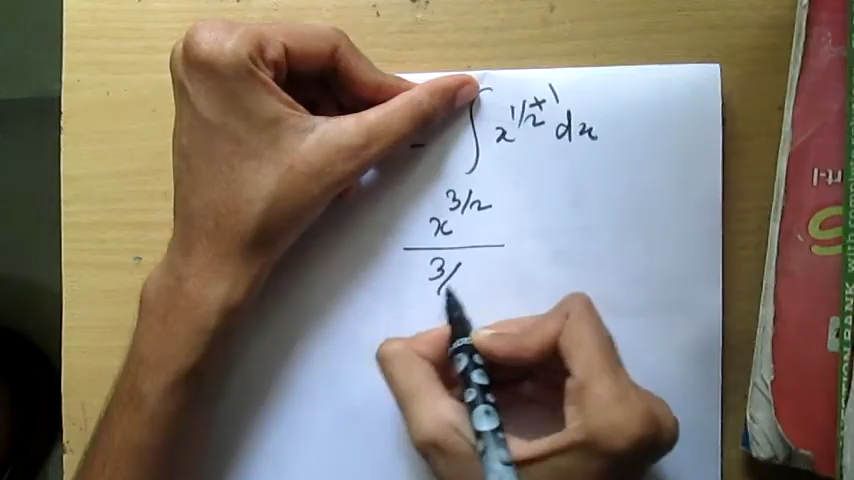 ∫ x^1/2+1 dx
x^3/2
3/